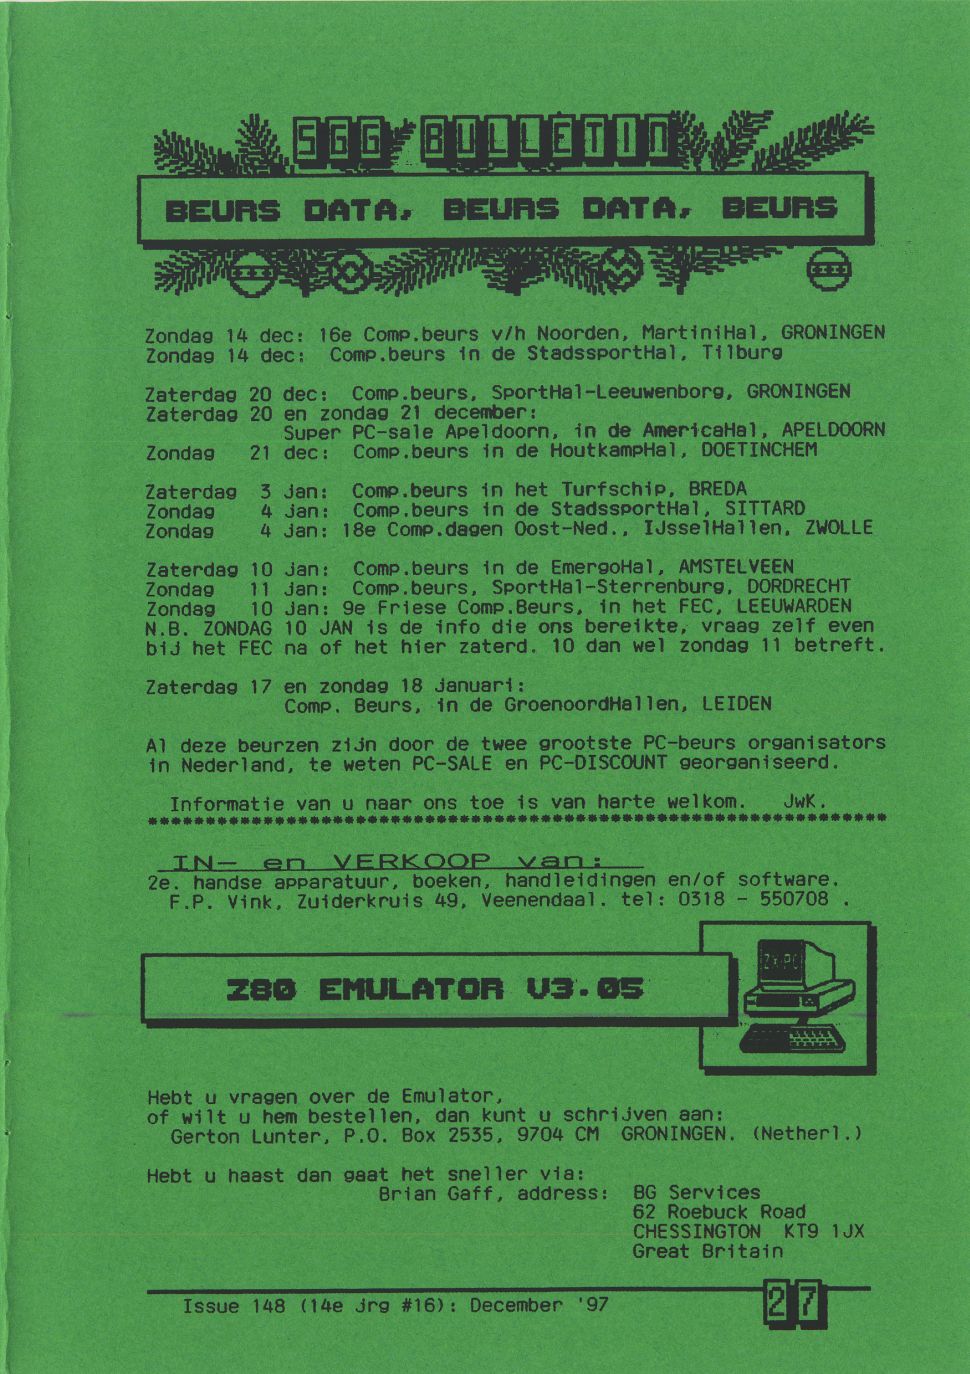 SGG BULLETIN
BEURS DATA, BEURS DATA, BEURS
Zondag 14 dec: 16e Comp.beurs v/h Noorden, MartiniHal, GRONINGEN
Zondag 14 dec: Comp.beurs in de StadssportHal, Tilburg
Zaterdag 20 dec: Comp.beurs, SportHal-Leeuwenborg, GRONINGEN
Zaterdag 20 en zondag 21 december:
Super PC-sale Apeldoorn, in de AmericaHal, APELDOORN
Zondag 21 dec: Comp.beurs in de HoutkampHal, DOETINCHEM
Zaterdag 3 Jan: Comp.beurs in het Turfschip, BREDA
Zondag 4 Jan: Comp.beurs in de StadssportHal, SITTARD
Zondag 4 Jan: 18e Comp.dagen Oost-Ned., IJsselHallen, ZWOLLE
Zaterdag 10 Jan: Comp.beurs in de EmergoHal, AMSTELVEEN
Zondag 11 Jan: Comp.beurs, SportHal-Sterrenburg, DORDRECHT
Zondag 10 Jan: 9e Friese Comp.Beurs, in het FEC, LEEUWARDEN
N.B. ZONDAG 10 JAN is de info die ons bereikte, vraag zelf even
bij het FEC na of het hier zaterd. 10 dan wel zondag 11 betreft.
Zaterdag 17 en zondag 18 Januari:
Comp. Beurs, in de GroenoordHallen, LEIDEN
Al deze beurzen zijn door de twee grootste PC-beurs organisators
in Nederland, te weten PC-SALE en PC-DISCOUNT georganiseerd.
Informatie van u naar ons toe is van harte welkom. JwK.
****************************************************************
IN- en VERKOOP van:
2e. handse apparatuur, boeken, handleidingen en/of software.
F.P. Vink, Zuiderkruis 49, Veenendaal. tel: 0318 - 550708 .
ZX-PC
Z80 EMULATOR V3.05
Hebt u vragen over de Emulator,
of wilt u hem bestellen, dan kunt u schrijven aan:
Gerton Lunter, P.O. Box 2535, 9704 CM GRONINGEN. (Netherl.)
Hebt u haast dan gaat het sneller via:
Brian Gaff, address: BG Services
62 Roebuck Road
CHESSINGTON KT9 1JX
Great Britain
Issue 148 (14e jrg #16): December '97
27